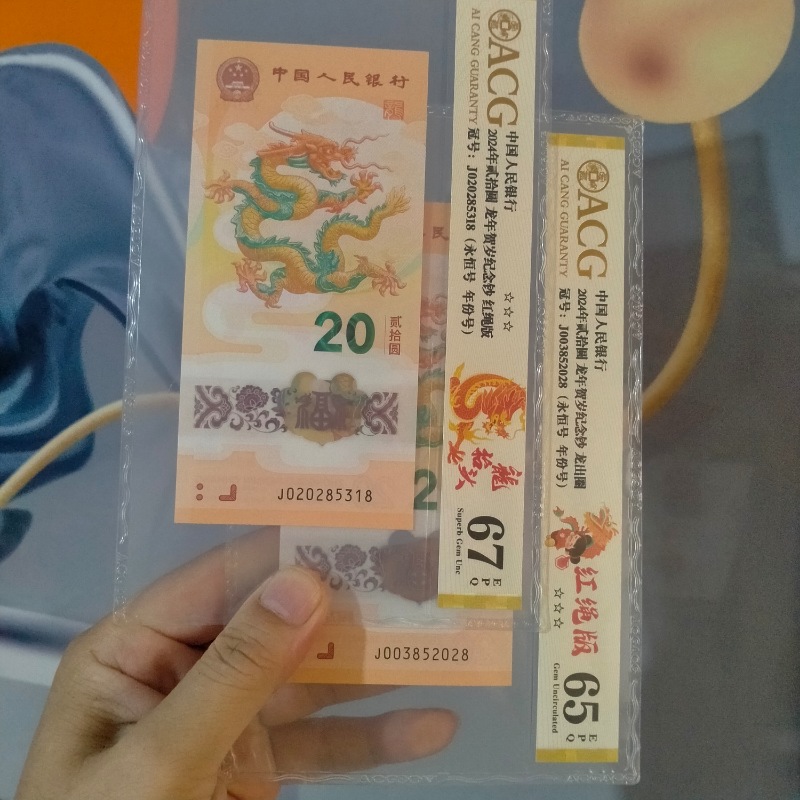 中国人民银行
20
贰拾圆
J020285318
ACG
AI CANG GUARANTY
中国人民银行
2024年贰拾圆 龙年贺岁纪念钞 红绳版
冠号：J020285318（永恒号 年份号）
☆☆☆
龍抬头
67
E
P
Q
Superb Gem Unc
民
2
J003852028
ACG
AI CANG GUARANTY
中国人民银行
2024年贰拾圆 龙年贺岁纪念钞 龙出圈
冠号：J003852028（永恒号 年份号）
红绳版
☆☆☆
65
E
P
Q
Gem Uncirculated